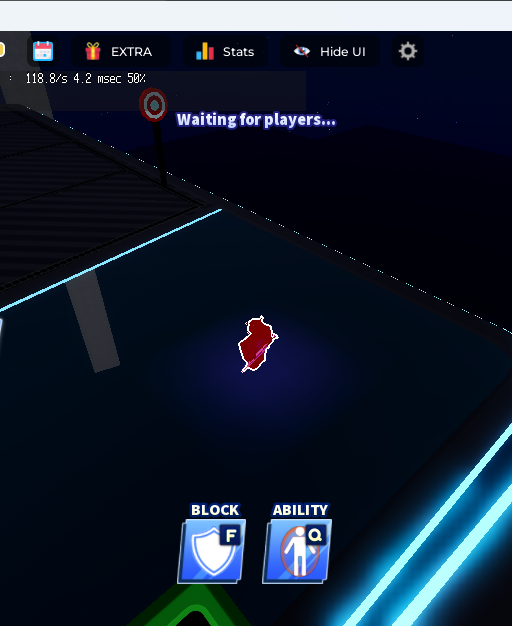 EXTRA Stats Hide UI
: 118.8/s 4.2 msec 50%
Waiting for players...
BLOCK ABILITY
F Q